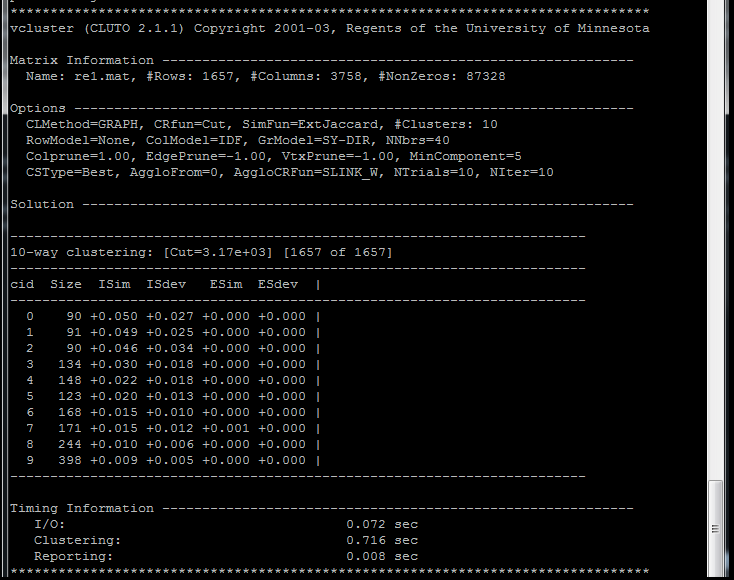 ********************************************************************************
vcluster (CLUTO 2.1.1) Copyright 2001-03, Regents of the University of Minnesota

Matrix Information -----------------------------------------------------------
  Name: re1.mat, #Rows: 1657, #Columns: 3758, #NonZeros: 87328

Options ----------------------------------------------------------------------
  CLMethod=GRAPH, CRfun=Cut, SimFun=ExtJaccard, #Clusters: 10
  RowModel=None, ColModel=IDF, GrModel=SY-DIR, NNbrs=40
  Colprune=1.00, EdgePrune=-1.00, VtxPrune=-1.00, MinComponent=5
  CSType=Best, AggloFrom=0, AggloCRFun=SLINK_W, NTrials=10, NIter=10

Solution ---------------------------------------------------------------------

------------------------------------------------------------------------
10-way clustering: [Cut=3.17e+03] [1657 of 1657]
------------------------------------------------------------------------
cid  Size  ISim  ISdev   ESim  ESdev  |
------------------------------------------------------------------------
  0    90 +0.050 +0.027 +0.000 +0.000 |
  1    91 +0.049 +0.025 +0.000 +0.000 |
  2    90 +0.046 +0.034 +0.000 +0.000 |
  3   134 +0.030 +0.018 +0.000 +0.000 |
  4   148 +0.022 +0.018 +0.000 +0.000 |
  5   123 +0.020 +0.013 +0.000 +0.000 |
  6   168 +0.015 +0.010 +0.000 +0.000 |
  7   171 +0.015 +0.012 +0.001 +0.000 |
  8   244 +0.010 +0.006 +0.000 +0.000 |
  9   398 +0.009 +0.005 +0.000 +0.000 |
------------------------------------------------------------------------

Timing Information -----------------------------------------------------------
   I/O:                                   0.072 sec
   Clustering:                            0.716 sec
   Reporting:                             0.008 sec
********************************************************************************